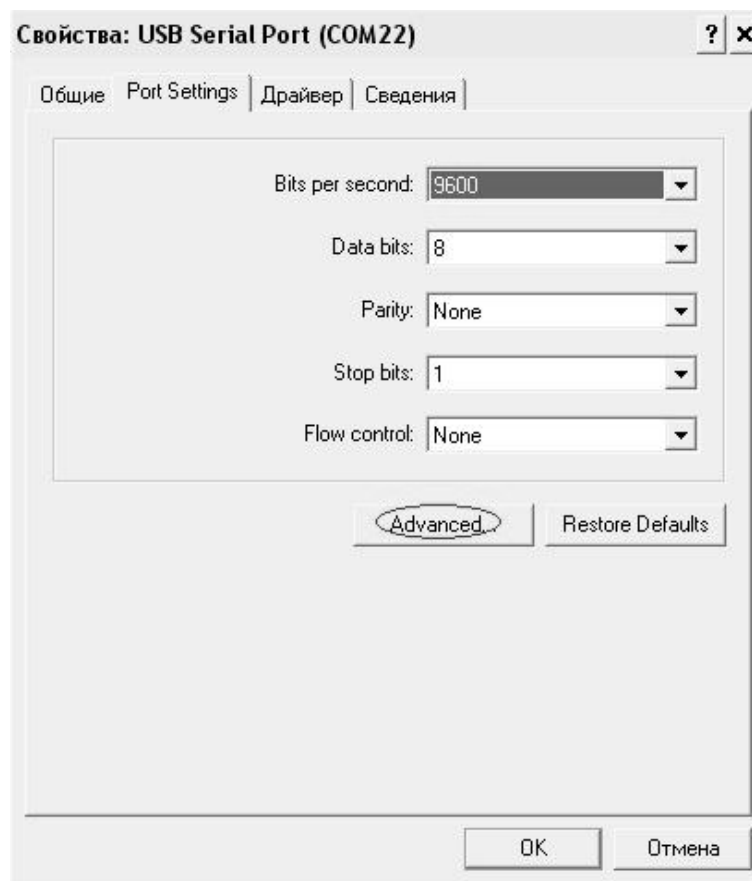 Свойства: USB Serial Port (COM22) ? ×
Общие Port Settings Драйвер Сведения
Bits per second: 9600
Data bits: 8
Parity: None
Stop bits: 1
Flow control: None
Advanced... Restore Defaults
OK Отмена